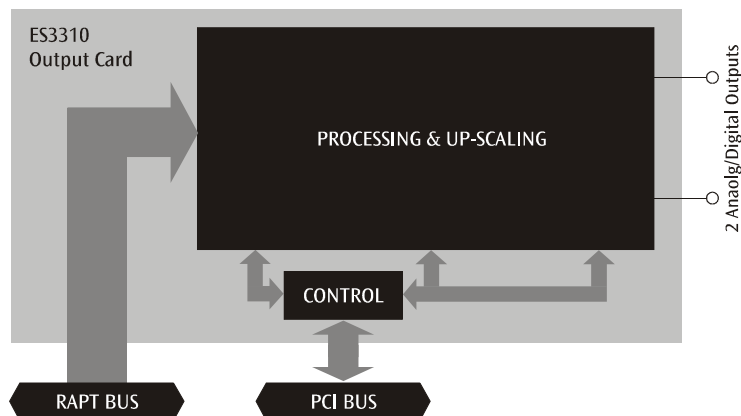 ES3310
Output Card
PROCESSING & UP-SCALING
2 Anaolg/Digital Outputs
CONTROL
RAPT BUS
PCI BUS